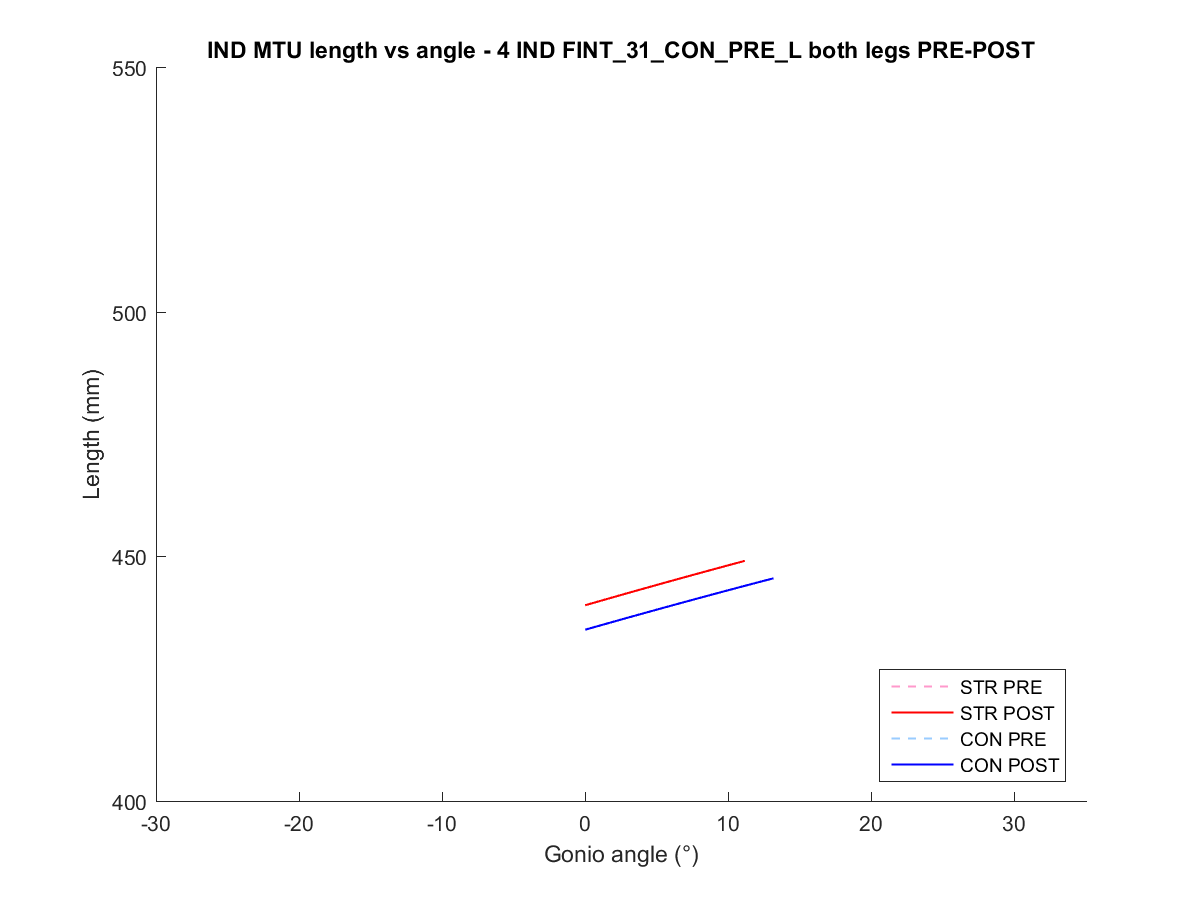 IND MTU length vs angle - 4 IND FINT_31_CON_PRE_L both legs PRE-POST
550
500
450
400
Length (mm)
-30 -20 -10 0 10 20 30
Gonio angle (°)
STR PRE
STR POST
CON PRE
CON POST